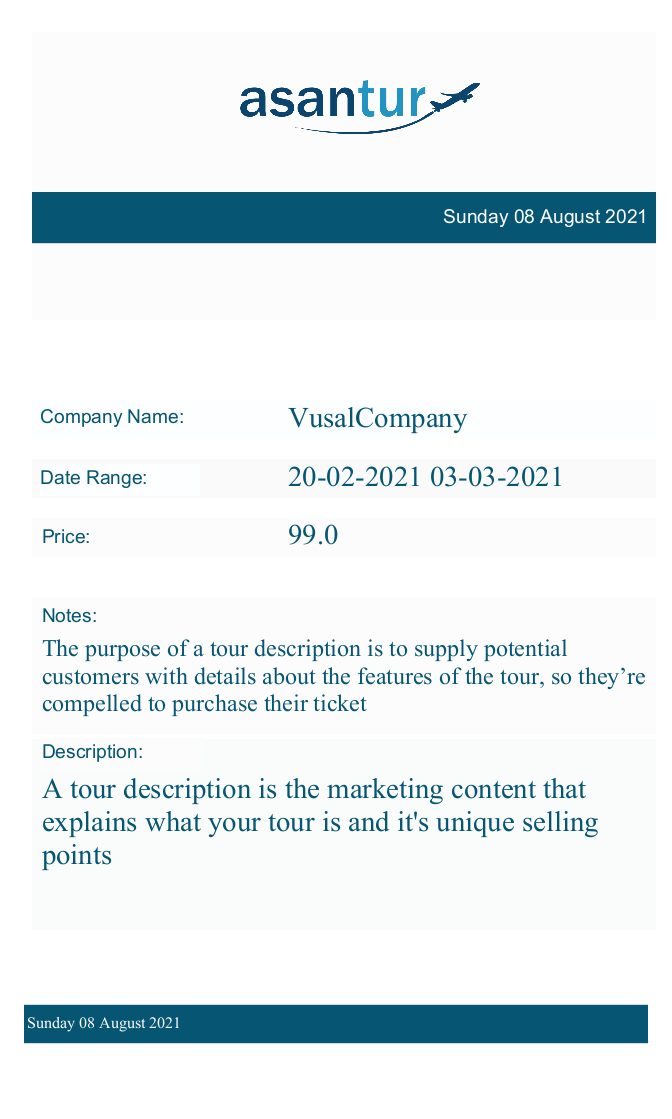 asantur
Sunday 08 August 2021
Company Name: VusalCompany
Date Range: 20-02-2021 03-03-2021
Price: 99.0
Notes:
The purpose of a tour description is to supply potential
customers with details about the features of the tour, so they’re
compelled to purchase their ticket
Description:
A tour description is the marketing content that
explains what your tour is and it's unique selling
points
Sunday 08 August 2021